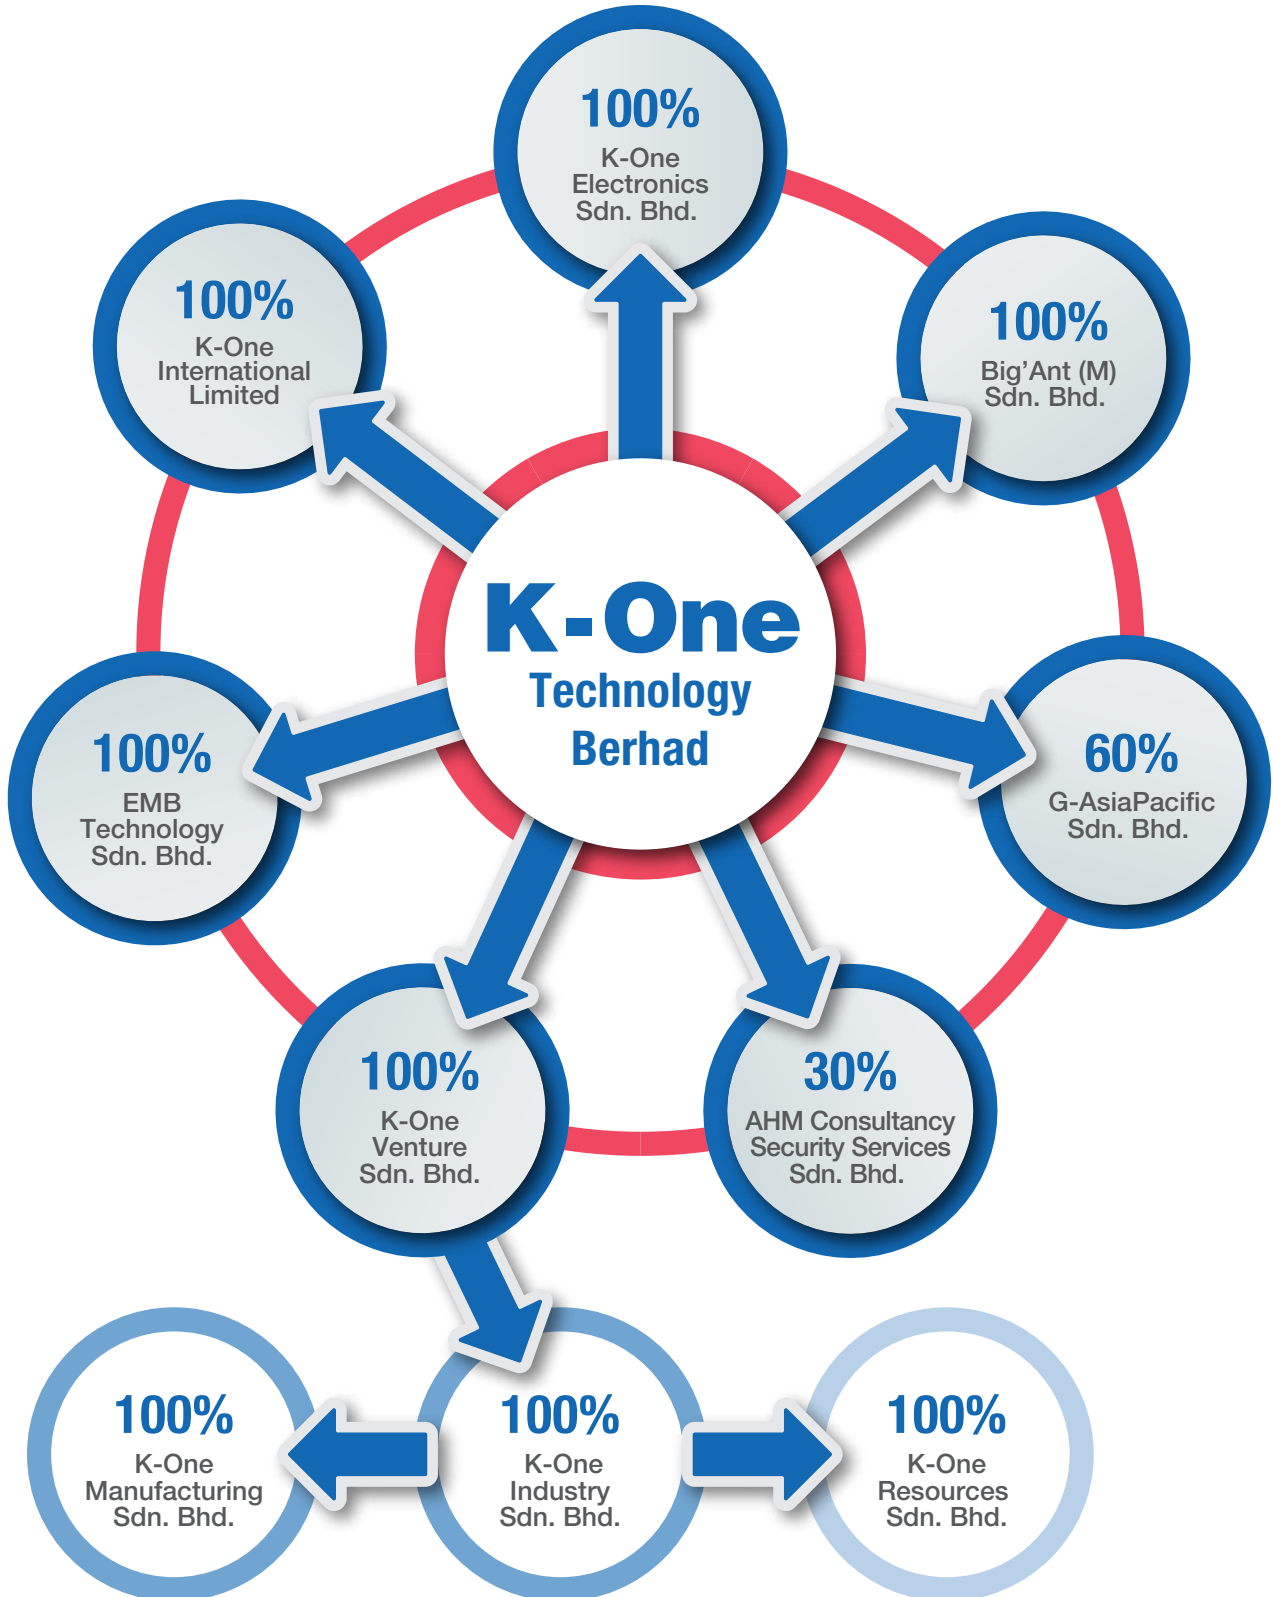 100%
K-One
Electronics
Sdn. Bhd.
100%
K-One
International
Limited
100%
Big’Ant (M)
Sdn. Bhd.
K-One
Technology
Berhad
100%
EMB
Technology
Sdn. Bhd.
60%
G-AsiaPacific
Sdn. Bhd.
100%
K-One
Venture
Sdn. Bhd.
30%
AHM Consultancy
Security Services
Sdn. Bhd.
100%
K-One
Manufacturing
Sdn. Bhd.
100%
K-One
Industry
Sdn. Bhd.
100%
K-One
Resources
Sdn. Bhd.